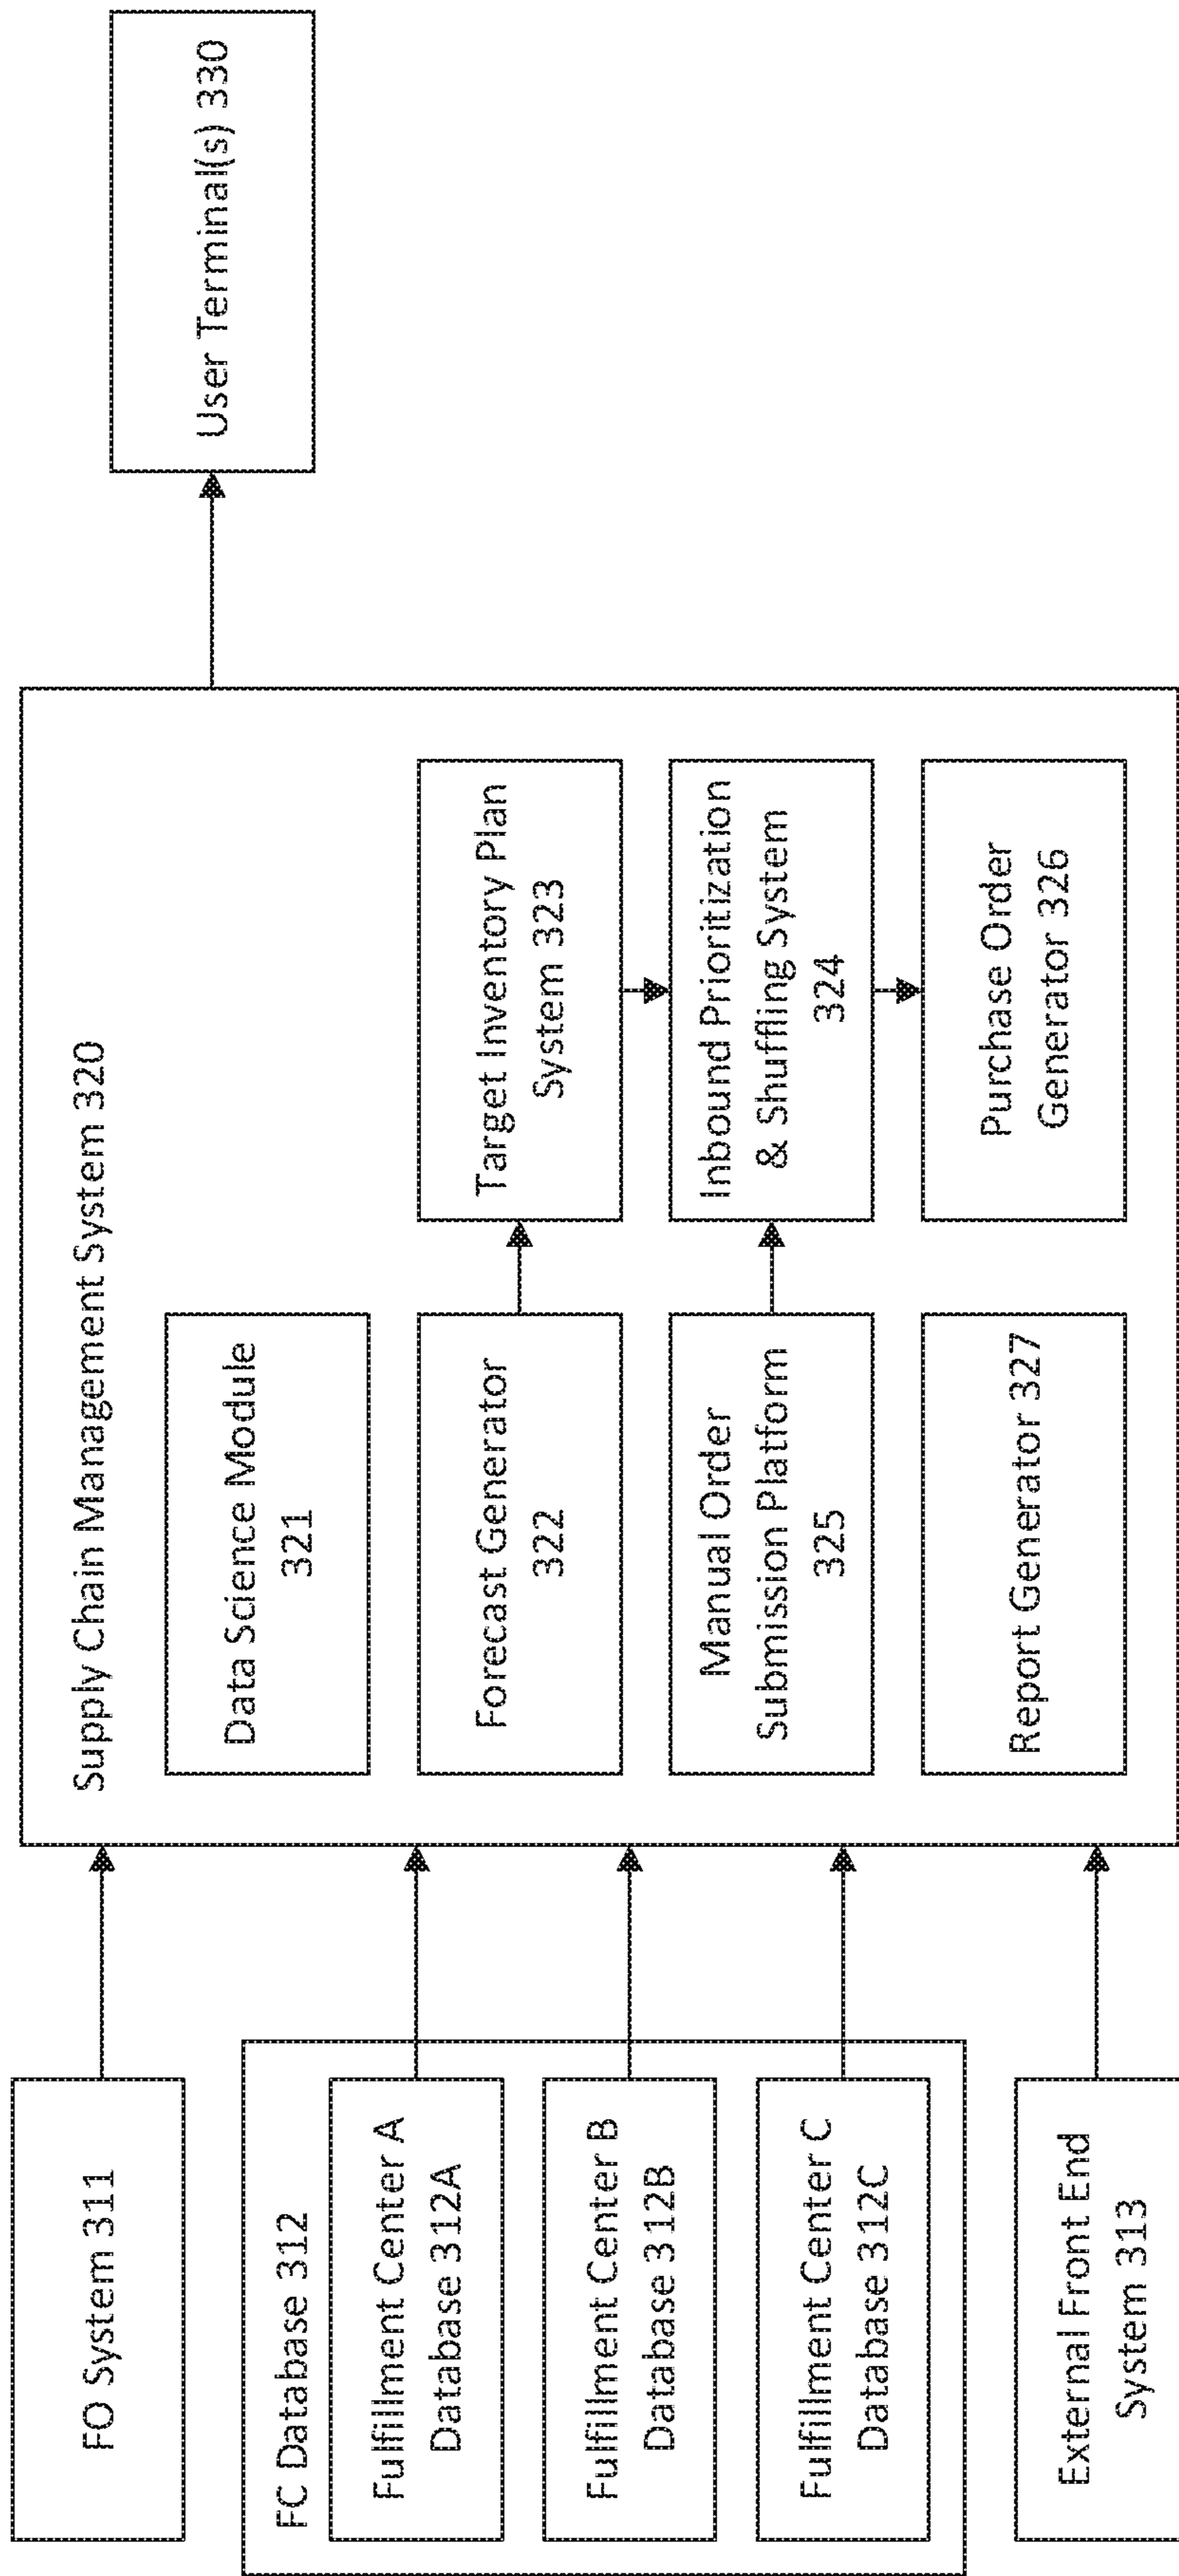 FO System 311
FC Database 312
Fulfillment Center A
Database 312A
Fulfillment Center B
Database 312B
Fulfillment Center C
Database 312C
External Front End
System 313
Supply Chain Management System 320
Data Science Module
321
Forecast Generator
322
Manual Order
Submission Platform
325
Report Generator 327
Target Inventory Plan
System 323
Inbound Prioritization
& Shuffling System
324
Purchase Order
Generator 326
User Terminal(s) 330